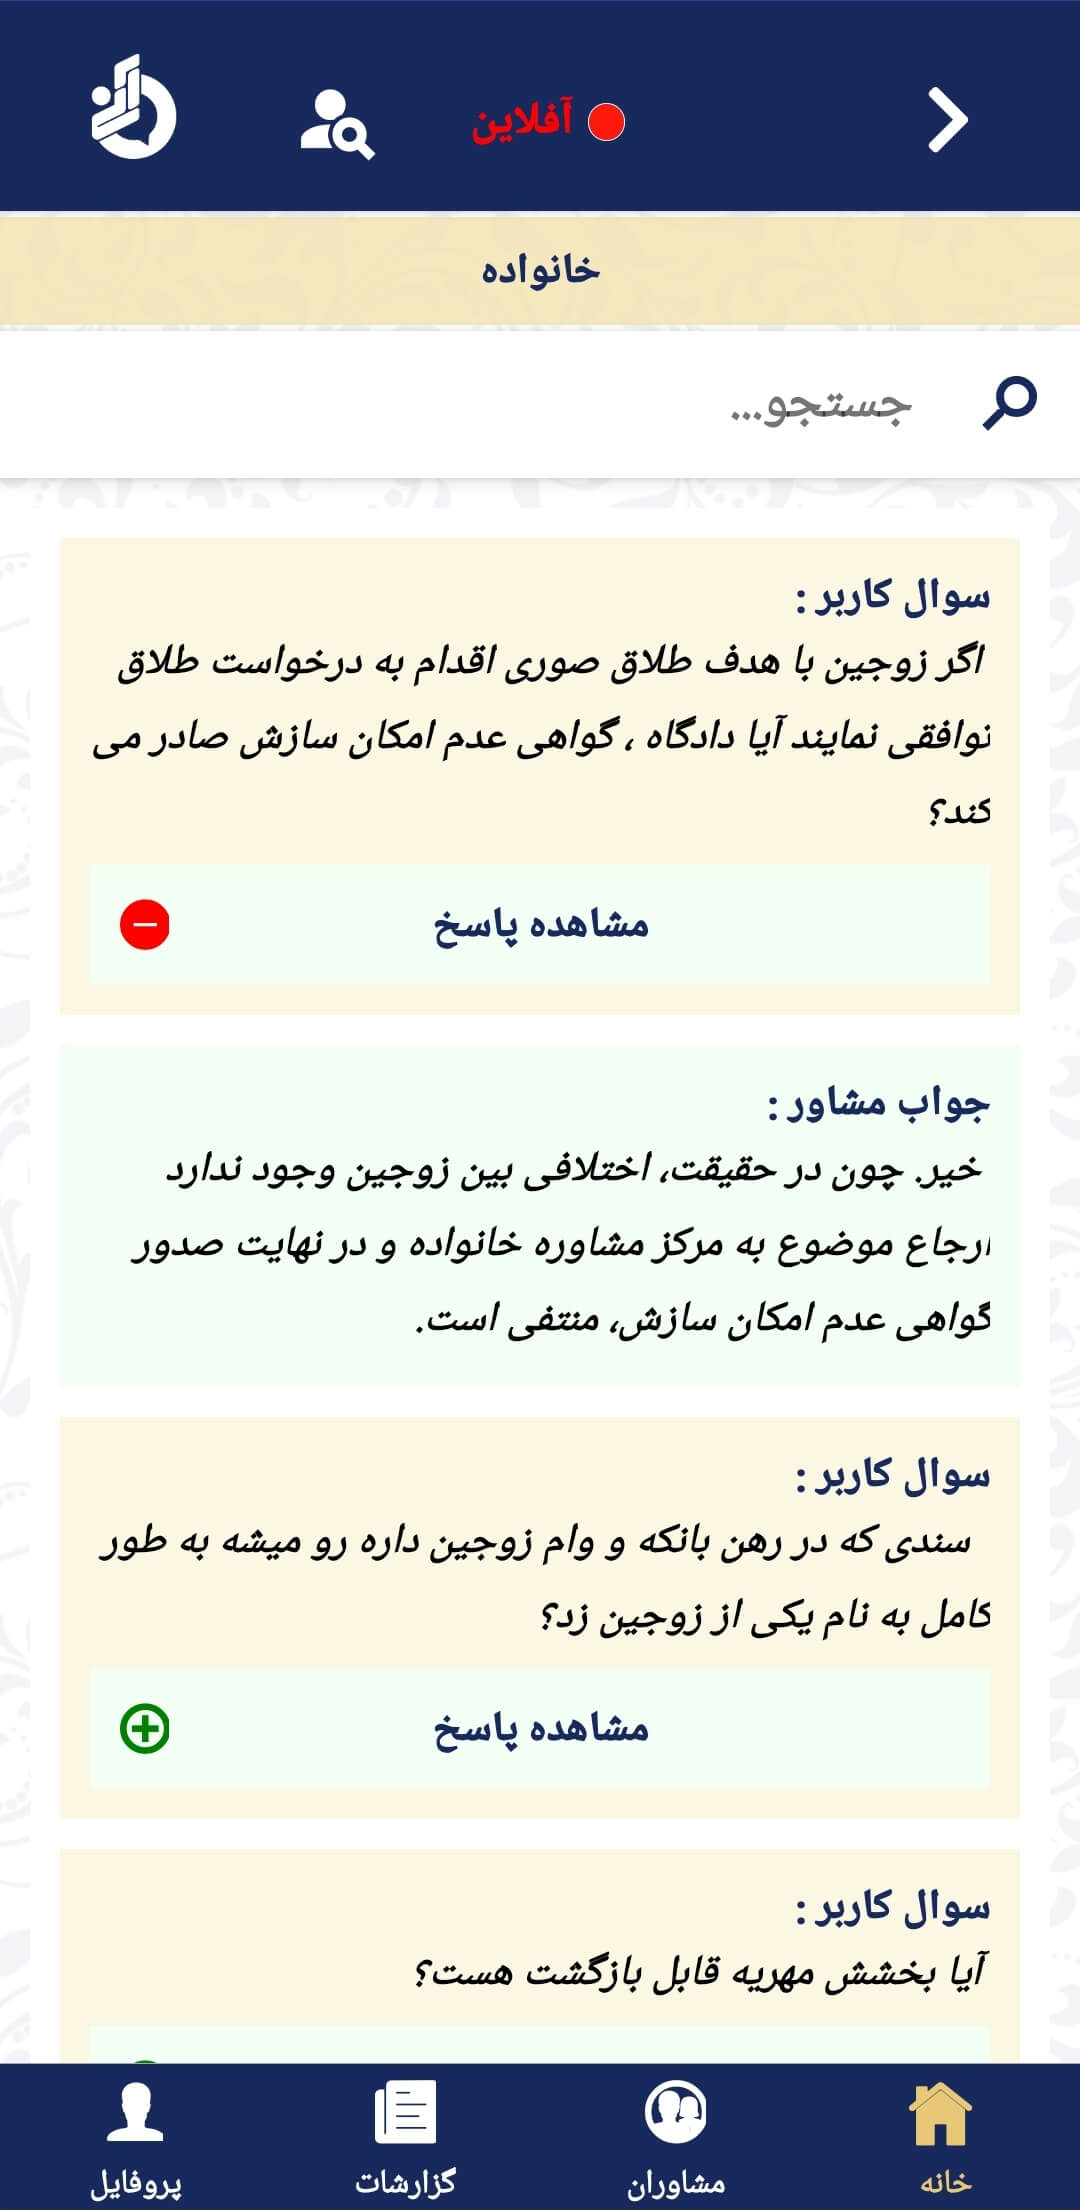 آفلاین
خانواده
جستجو...
سوال کاربر :
اگر زوجین با هدف طلاق صوری اقدام به درخواست طلاق
توافقی نمایند آیا دادگاه ، گواهی عدم امکان سازش صادر می
کند؟
مشاهده پاسخ
جواب مشاور :
خیر. چون در حقیقت، اختلافی بین زوجین وجود ندارد
ارجاع موضوع به مرکز مشاوره خانواده و در نهایت صدور
گواهی عدم امکان سازش، منتفی است.
سوال کاربر :
سندی که در رهن بانکه و وام زوجین داره رو میشه به طور
کامل به نام یکی از زوجین زد؟
مشاهده پاسخ
سوال کاربر :
آیا بخشش مهریه قابل بازگشت هست؟
خانه
مشاوران
گزارشات
پروفایل